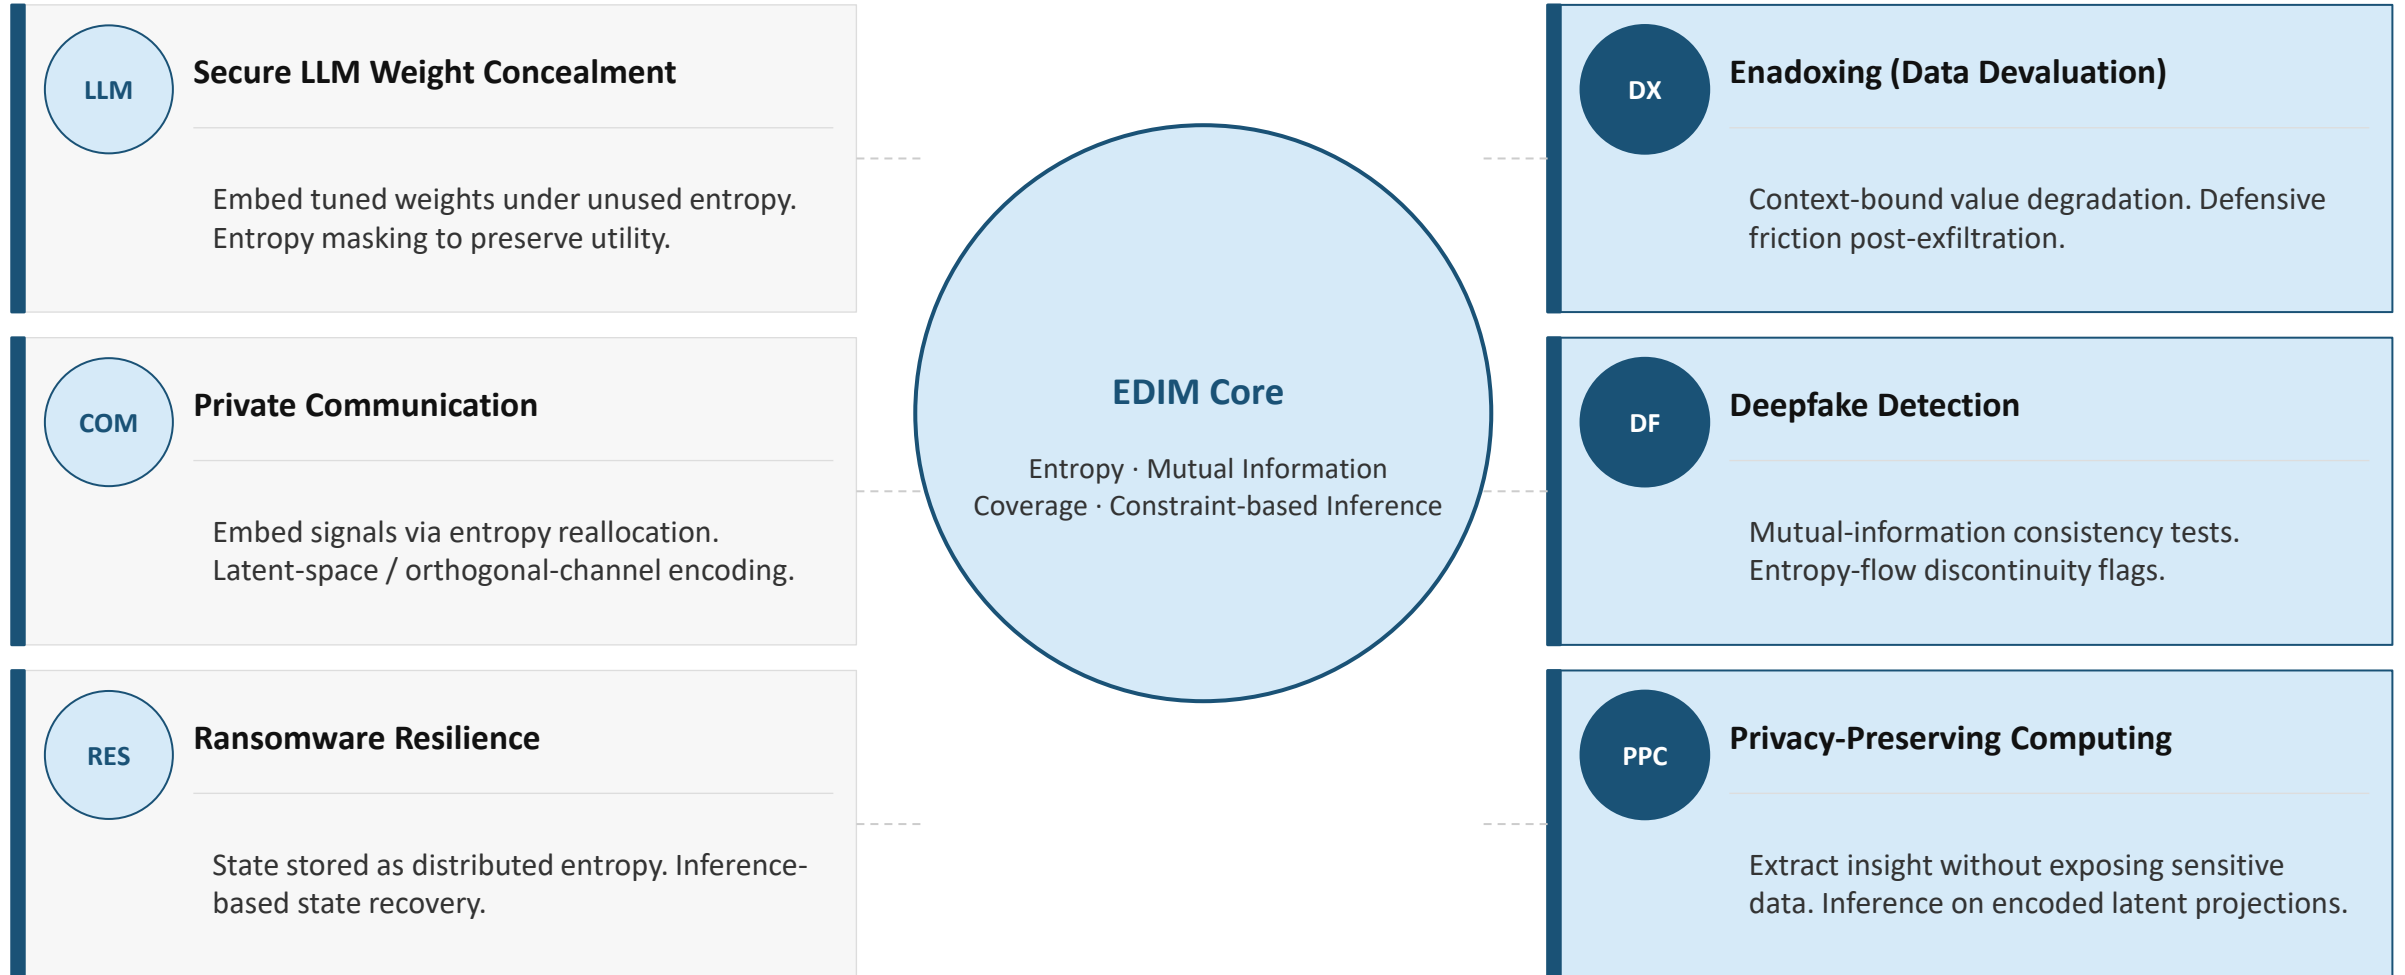 LLM
Secure LLM Weight Concealment
Embed tuned weights under unused entropy.
Entropy masking to preserve utility.
COM
Private Communication
Embed signals via entropy reallocation.
Latent-space / orthogonal-channel encoding.
RES
Ransomware Resilience
State stored as distributed entropy. Inference-
based state recovery.
EDIM Core
Entropy · Mutual Information
Coverage · Constraint-based Inference
DX
Enadoxing (Data Devaluation)
Context-bound value degradation. Defensive
friction post-exfiltration.
DF
Deepfake Detection
Mutual-information consistency tests.
Entropy-flow discontinuity flags.
PPC
Privacy-Preserving Computing
Extract insight without exposing sensitive
data. Inference on encoded latent projections.